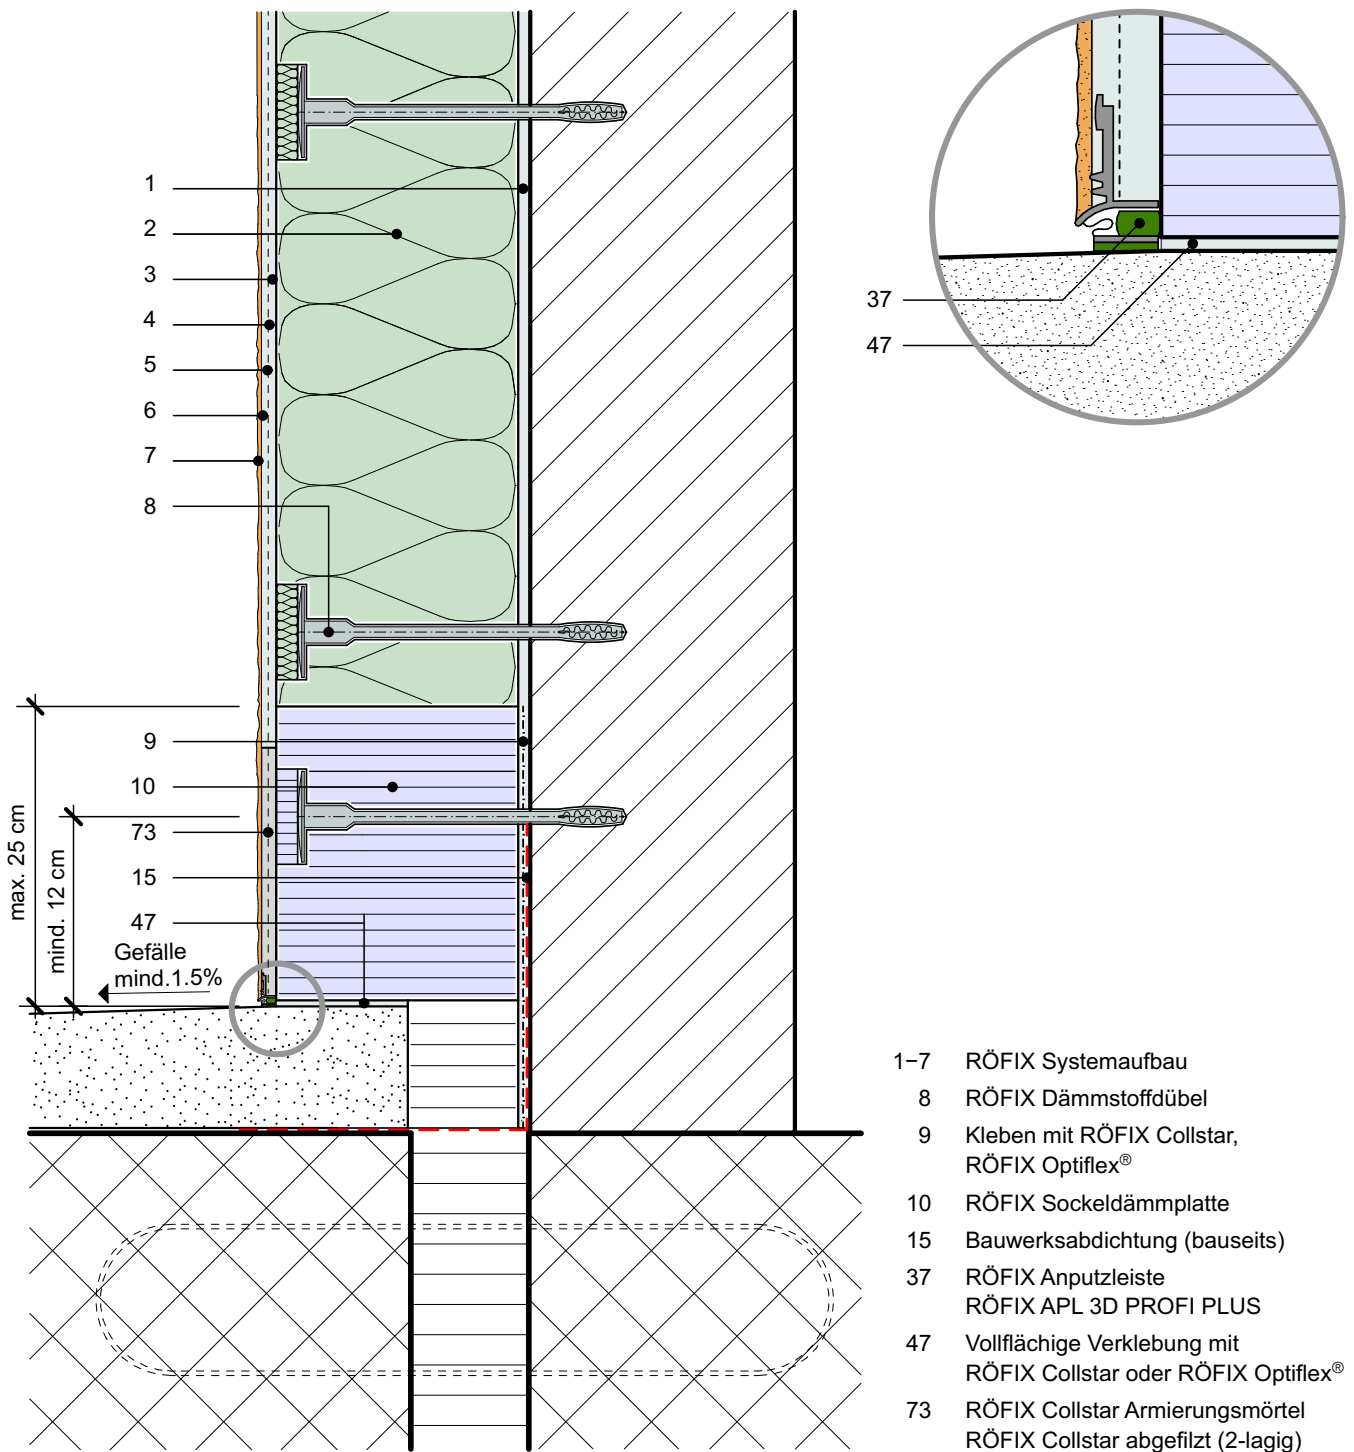 1
2
3
4
5
6
7
8
9
10
73
15
47
max. 25 cm
mind. 12 cm
Gefälle
mind.1.5%
37
47
1–7 RÖFIX Systemaufbau
8 RÖFIX Dämmstoffdübel
9 Kleben mit RÖFIX Collstar,
RÖFIX Optiflex®
10 RÖFIX Sockeldämmplatte
15 Bauwerksabdichtung (bauseits)
37 RÖFIX Anputzleiste
RÖFIX APL 3D PROFI PLUS
47 Vollflächige Verklebung mit
RÖFIX Collstar oder RÖFIX Optiflex®
73 RÖFIX Collstar Armierungsmörtel
RÖFIX Collstar abgefilzt (2-lagig)